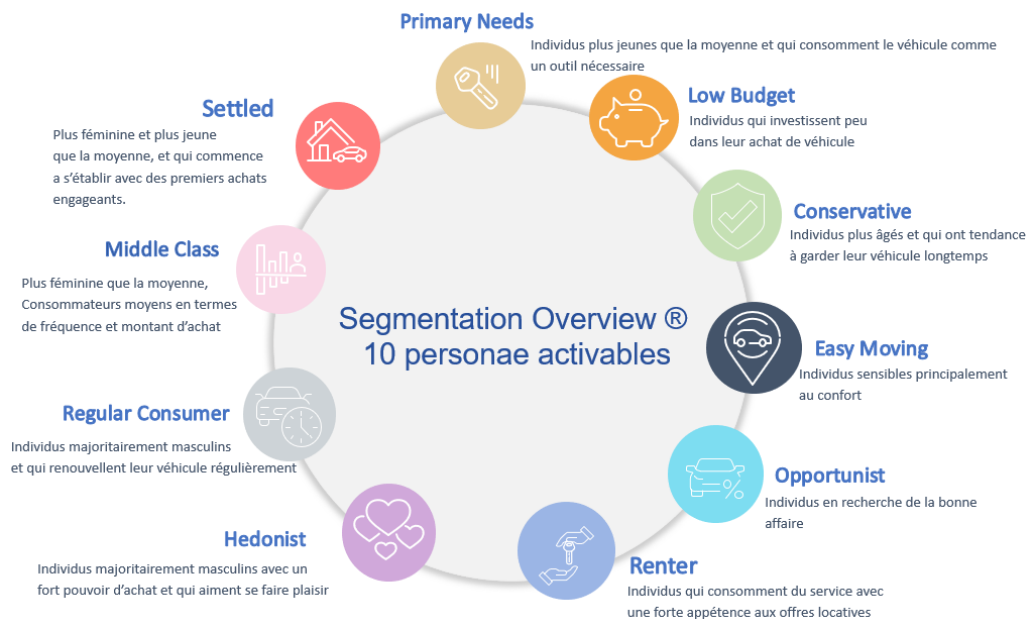 Primary Needs
Individus plus jeunes que la moyenne et qui consomment le véhicule comme
un outil nécessaire
Low Budget
Individus qui investissent peu
dans leur achat de véhicule
Conservative
Individus plus âgés et qui ont tendance
à garder leur véhicule longtemps
Easy Moving
Individus sensibles principalement
au confort
Opportunist
Individus en recherche de la bonne
affaire
Renter
Individus qui consomment du service avec
une forte appétence aux offres locatives
Hedonist
Individus majoritairement masculins avec un
fort pouvoir d’achat et qui aiment se faire plaisir
Regular Consumer
Individus majoritairement masculins
et qui renouvellent leur véhicule régulièrement
Middle Class
Plus féminine que la moyenne,
Consommateurs moyens en termes
de fréquence et montant d’achat
Settled
Plus féminine et plus jeune
que la moyenne, et qui commence
a s’établir avec des premiers achats
engageants.
Segmentation Overview ®
10 personae activables
%